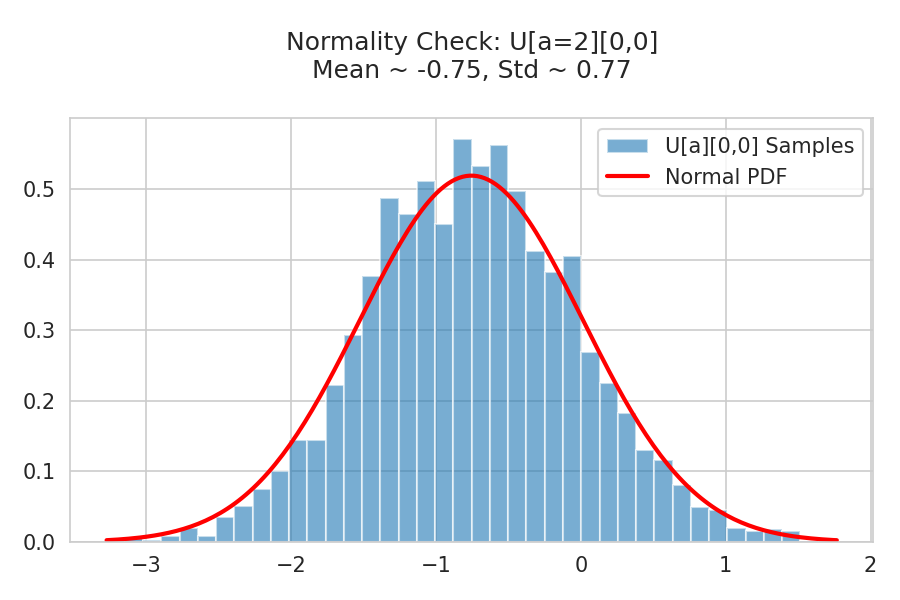 Normality Check: U[a=2][0,0]
Mean ~ -0.75, Std ~ 0.77
U[a][0,0] Samples
Normal PDF
0.5
0.4
0.3
0.2
0.1
0.0
−3 −2 −1 0 1 2